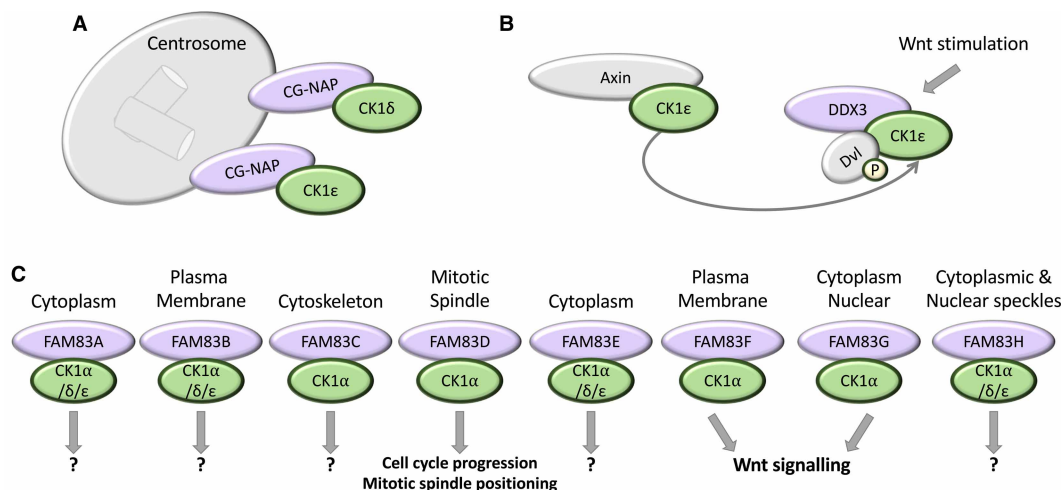 A
Centrosome
CG-NAP
CK1δ
CG-NAP
CK1ε
B
Wnt stimulation
Axin
CK1ε
DDX3
CK1ε
Dvl
P
C
Cytoplasm
FAM83A
CK1α
/δ/ε
?
Plasma
Membrane
FAM83B
CK1α
/δ/ε
?
Cytoskeleton
FAM83C
CK1α
?
Mitotic
Spindle
FAM83D
CK1α
Cell cycle progression
Mitotic spindle positioning
Cytoplasm
FAM83E
CK1α
/δ/ε
?
Plasma
Membrane
FAM83F
CK1α
Cytoplasm
Nuclear
FAM83G
CK1α
Wnt signalling
Cytoplasmic &
Nuclear speckles
FAM83H
CK1α
/δ/ε
?